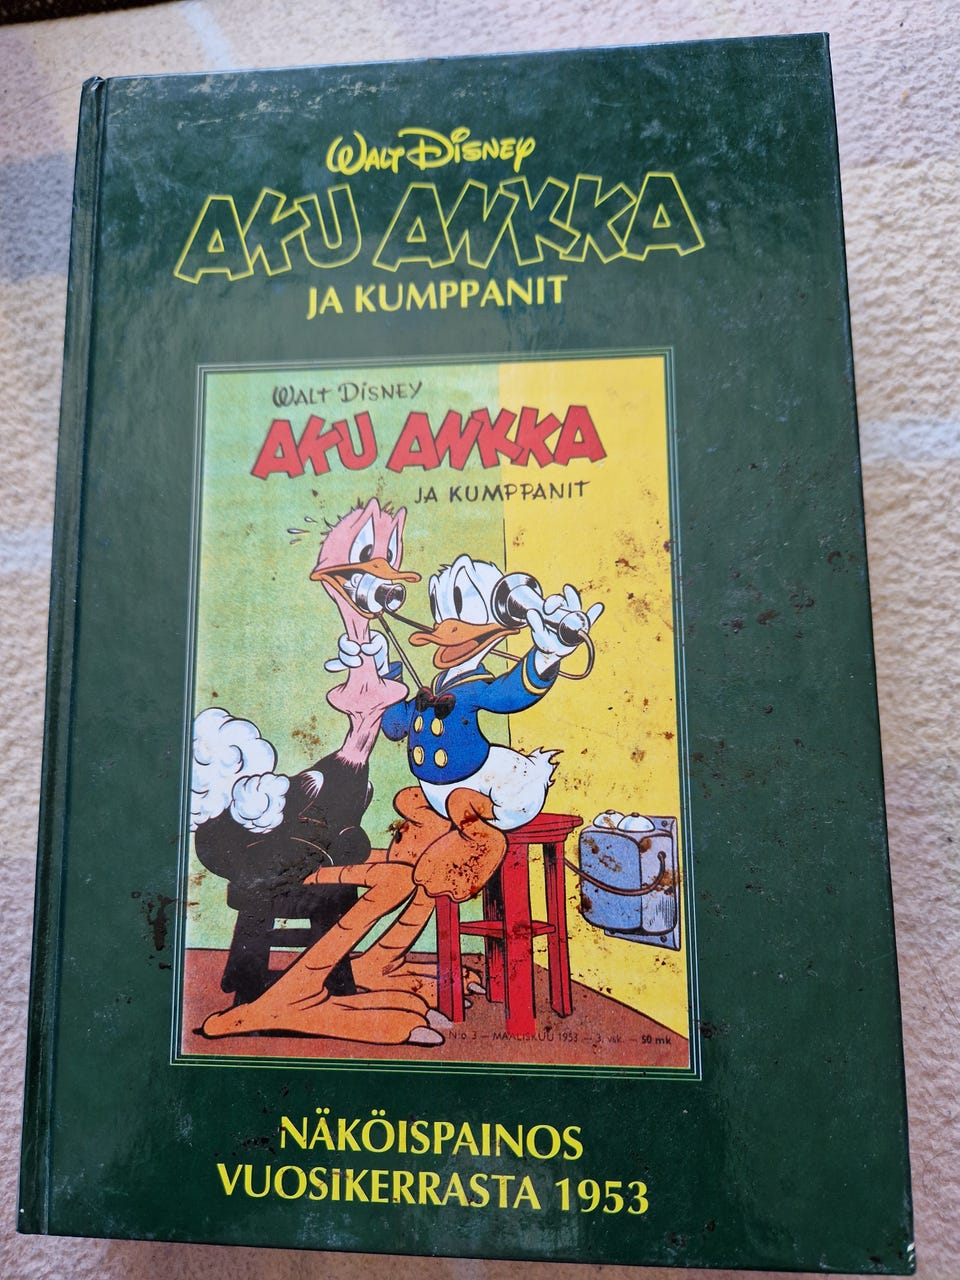 WALT DISNEY
AKU ANKKA
JA KUMPPANIT
WALT DISNEY
AKU ANKKA
JA KUMPPANIT
N:o 3 — MAALISKUU 1953 — 3. vsk. — 50 mk
NÄKÖISPAINOS
VUOSIKERRASTA 1953